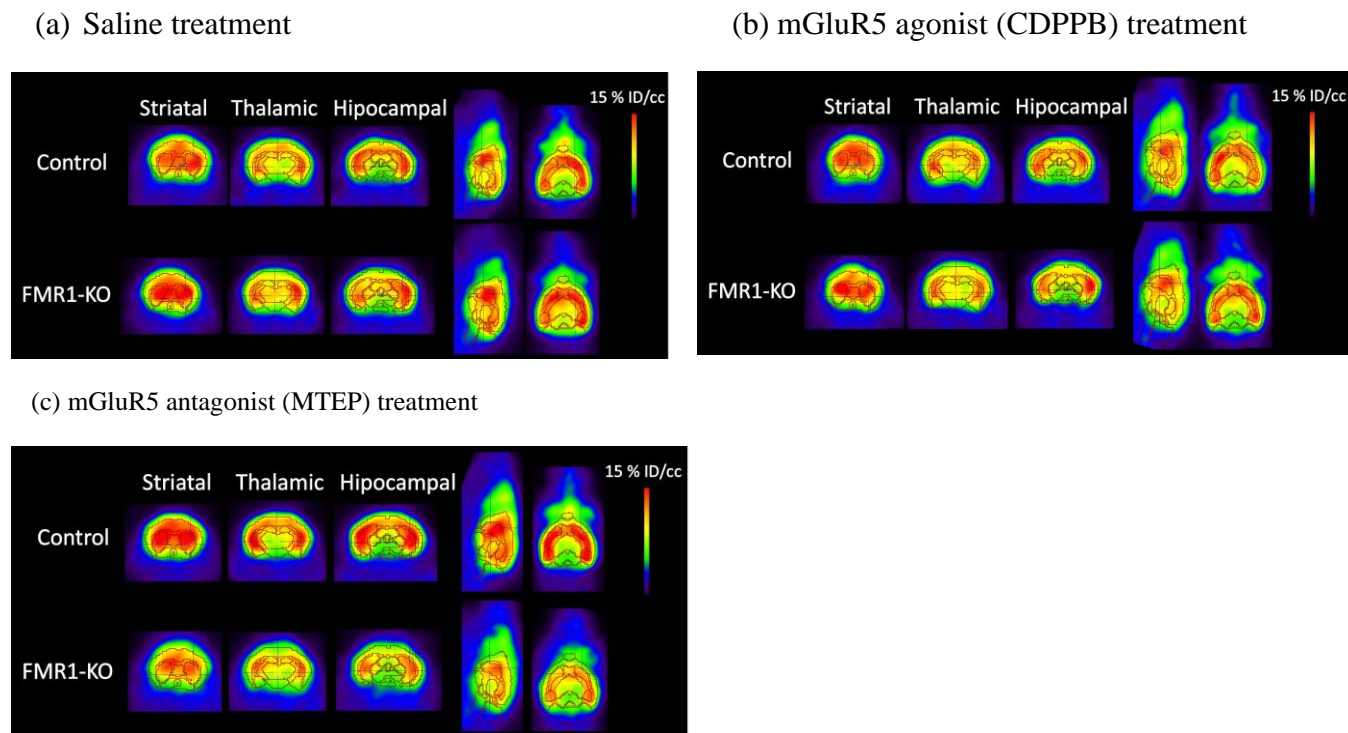 (a) Saline treatment
Striatal Thalamic Hipocampal
15 % ID/cc
Control
FMR1-KO
(b) mGluR5 agonist (CDPPB) treatment
Striatal Thalamic Hipocampal
15 % ID/cc
Control
FMR1-KO
(c) mGluR5 antagonist (MTEP) treatment
Striatal Thalamic Hipocampal
15 % ID/cc
Control
FMR1-KO